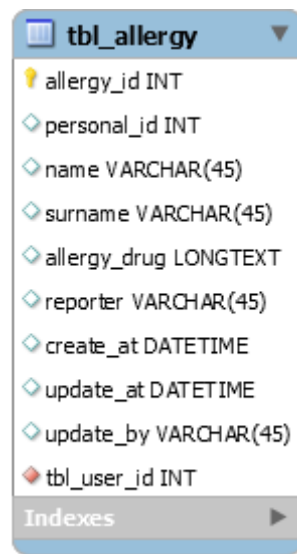 tbl_allergy
allergy_id INT
personal_id INT
name VARCHAR(45)
surname VARCHAR(45)
allergy_drug LONGTEXT
reporter VARCHAR(45)
create_at DATETIME
update_at DATETIME
update_by VARCHAR(45)
tbl_user_id INT
Indexes